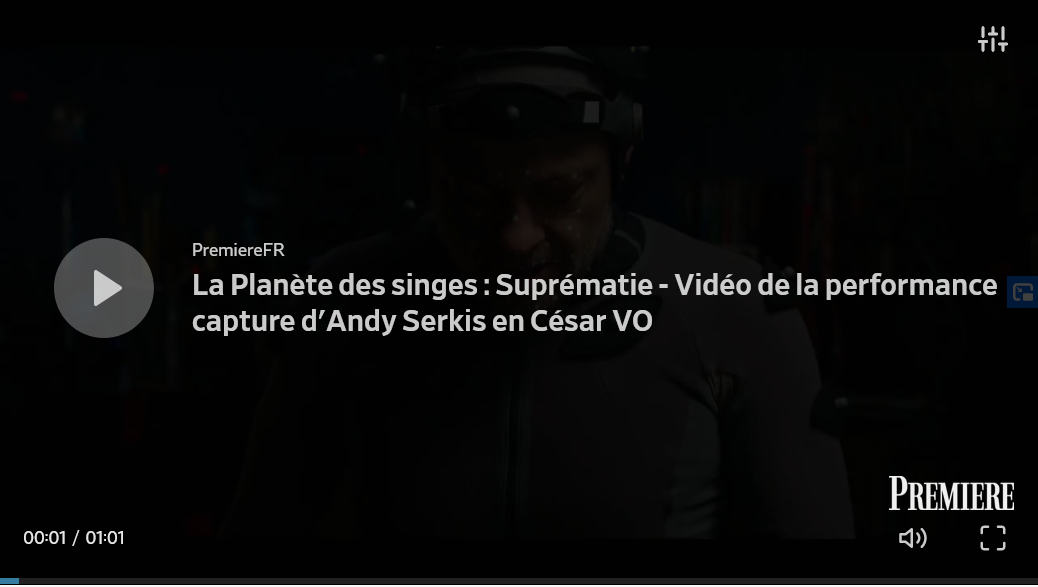 PremiereFR
La Planète des singes : Suprématie - Vidéo de la performance
capture d’Andy Serkis en César VO
PREMIERE
00:01 / 01:01